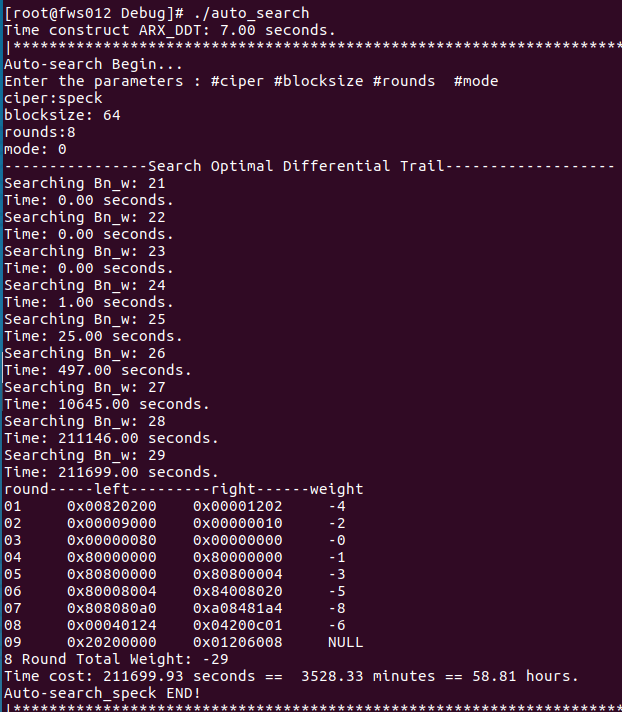 [root@fws012 Debug]# ./auto_search
Time construct ARX_DDT: 7.00 seconds.
|**********************************************************************
Auto-search Begin...
Enter the parameters : #ciper #blocksize #rounds  #mode
ciper:speck
blocksize: 64
rounds:8
mode: 0
-----------------Search Optimal Differential Trail--------------------
Searching Bn_w: 21
Time: 0.00 seconds.
Searching Bn_w: 22
Time: 0.00 seconds.
Searching Bn_w: 23
Time: 0.00 seconds.
Searching Bn_w: 24
Time: 1.00 seconds.
Searching Bn_w: 25
Time: 25.00 seconds.
Searching Bn_w: 26
Time: 497.00 seconds.
Searching Bn_w: 27
Time: 10645.00 seconds.
Searching Bn_w: 28
Time: 211146.00 seconds.
Searching Bn_w: 29
Time: 211699.00 seconds.
round-----left---------right------weight
01     0x00820200    0x00001202     -4
02     0x00009000    0x00000010     -2
03     0x00000080    0x00000000     -0
04     0x80000000    0x80000000     -1
05     0x80800000    0x80800004     -3
06     0x80008004    0x84008020     -5
07     0x808080a0    0xa08481a4     -8
08     0x00040124    0x04200c01     -6
09     0x20200000    0x01206008     NULL
8 Round Total Weight: -29
Time cost: 211699.93 seconds ==  3528.33 minutes == 58.81 hours.
Auto-search_speck END!
|**********************************************************************